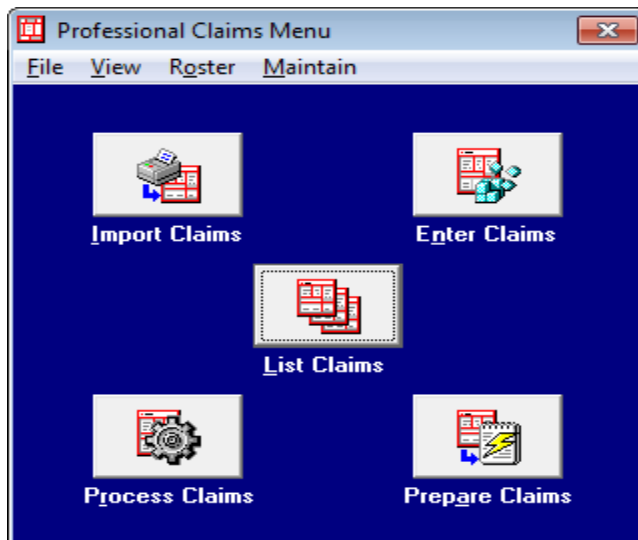 Professional Claims Menu
File View Roster Maintain
Import Claims Enter Claims
List Claims
Process Claims Prepare Claims